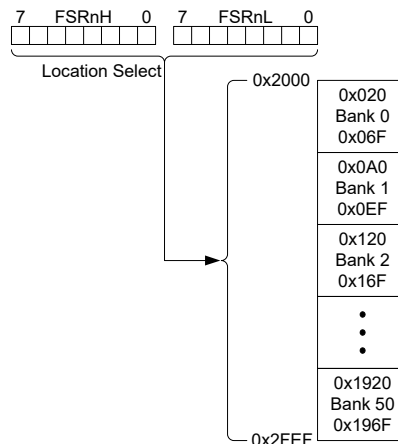 7 FSRnH 0 7 FSRnL 0
Location Select
0x2000
0x020
Bank 0
0x06F
0x0A0
Bank 1
0x0EF
0x120
Bank 2
0x16F
0x1920
Bank 50
0x196F
0x2FEF